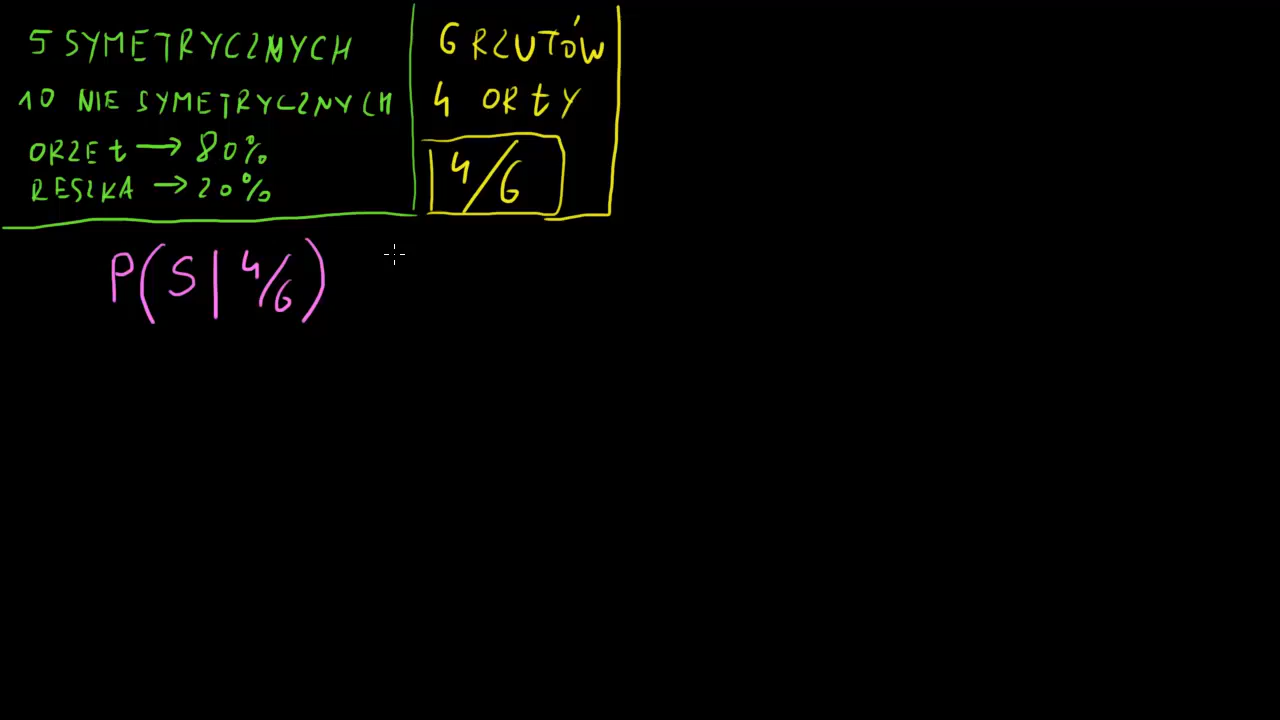 5 SYMETRYCZNYCH
10 NIE SYMETRYCZNYCH
ORZEŁ → 80%
RESZKA → 20%
6 RZUTÓW
4 ORŁY
4/6
P(S|4/6)